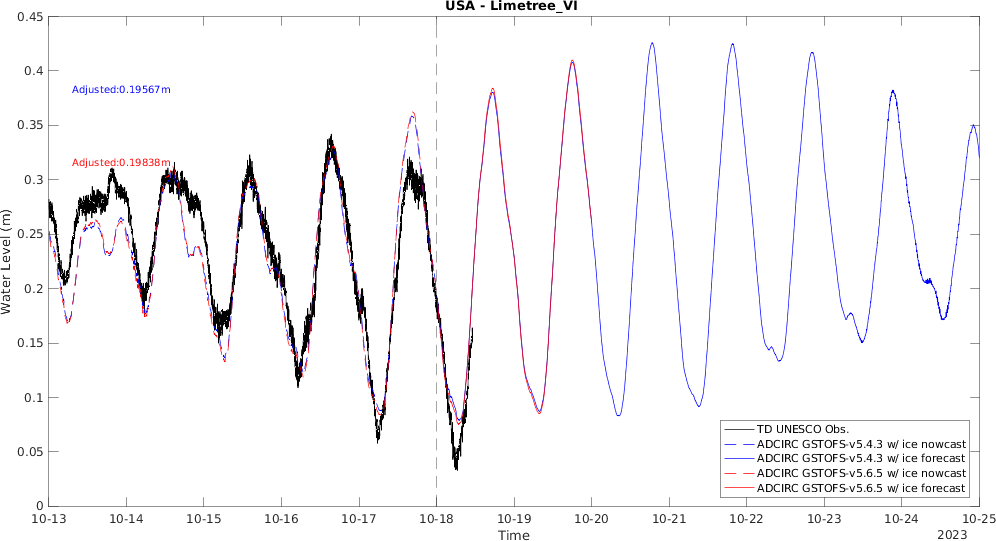 USA - Limetree_VI
0.45
0.4
0.35
0.3
0.25
0.2
0.15
0.1
0.05
0
Water Level (m)
Adjusted:0.19567m
Adjusted:0.19838m
TD UNESCO Obs.
ADCIRC GSTOFS-v5.4.3 w/ ice nowcast
ADCIRC GSTOFS-v5.4.3 w/ ice forecast
ADCIRC GSTOFS-v5.6.5 w/ ice nowcast
ADCIRC GSTOFS-v5.6.5 w/ ice forecast
10-13 10-14 10-15 10-16 10-17 10-18 10-19 10-20 10-21 10-22 10-23 10-24 10-25
Time
2023